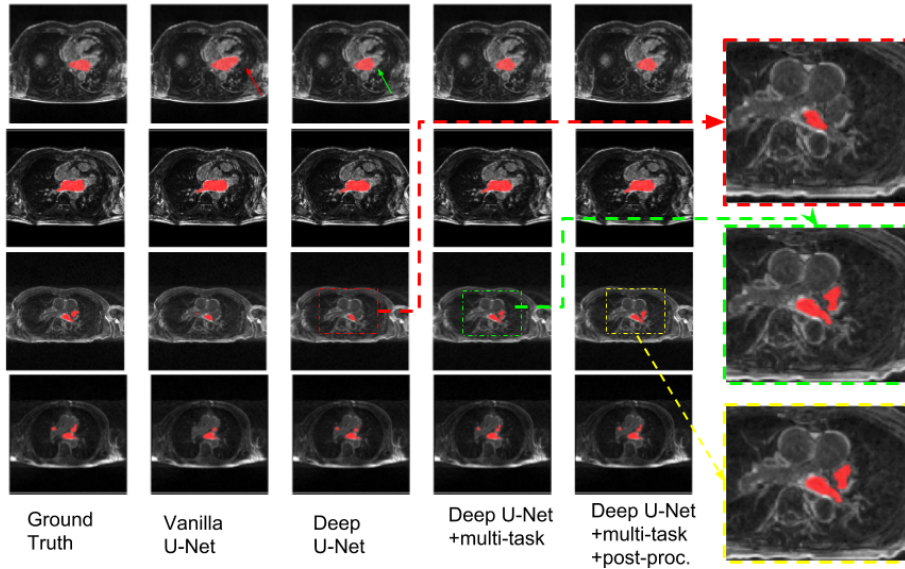 Ground
Truth
Vanilla
U-Net
Deep
U-Net
Deep U-Net
+multi-task
Deep U-Net
+multi-task
+post-proc.